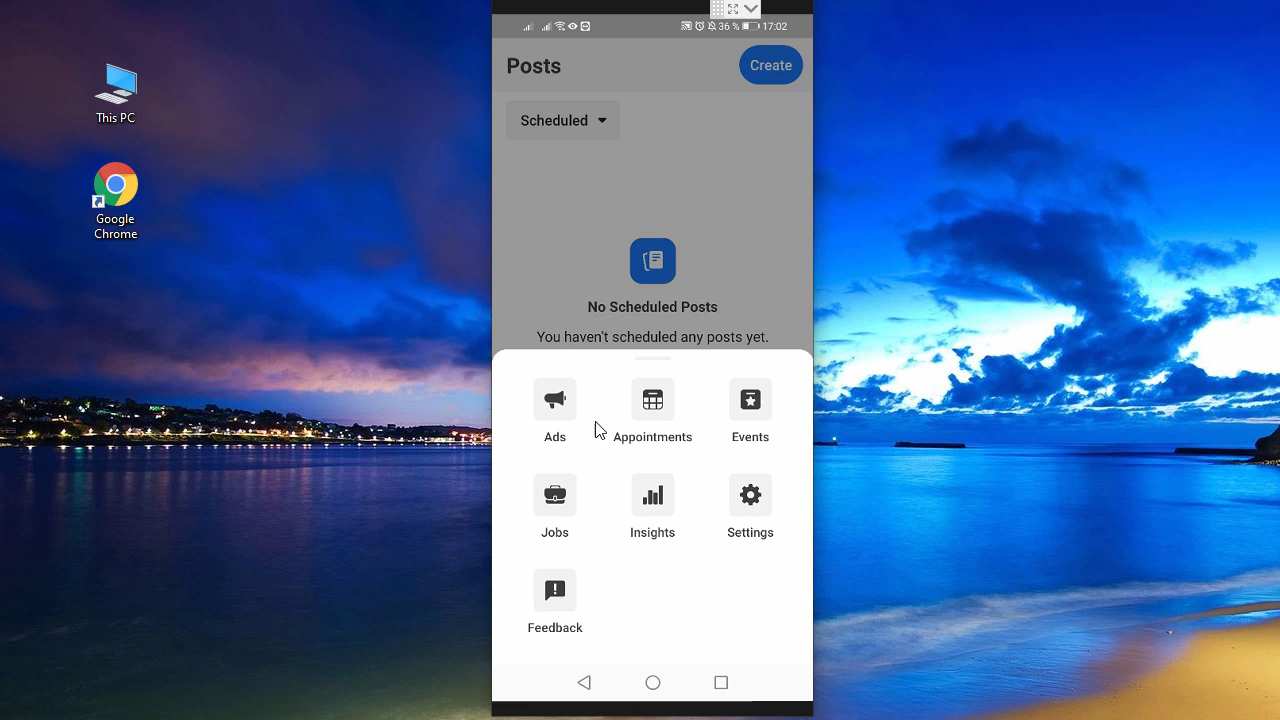 This PC
Google
Chrome
36 % 17:02
Posts
Create
Scheduled
No Scheduled Posts
You haven't scheduled any posts yet.
Ads
Appointments
Events
Jobs
Insights
Settings
Feedback